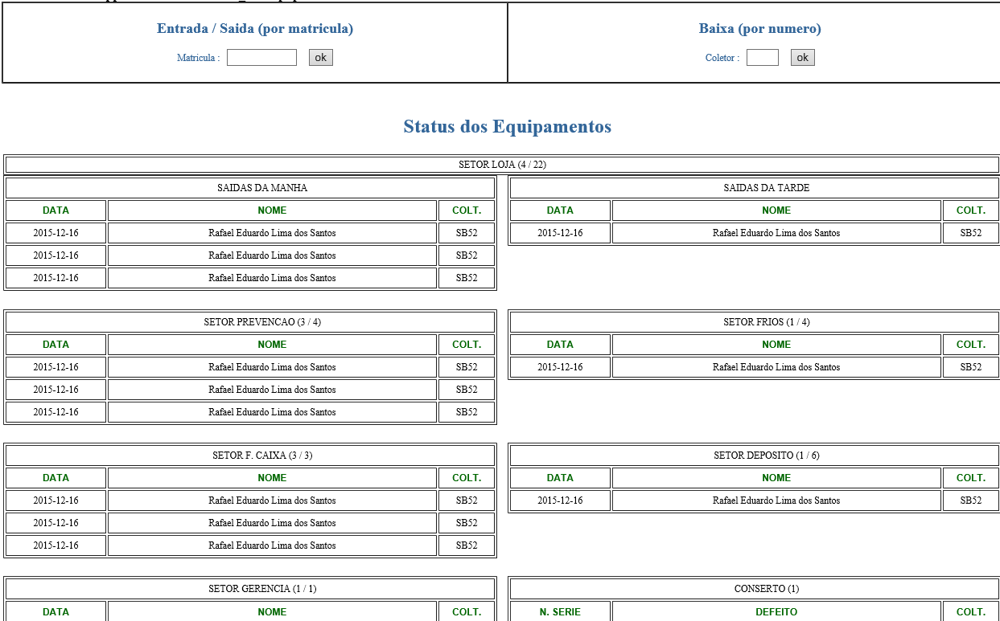 Entrada / Saida (por matricula)
Matricula : ok
Baixa (por numero)
Coletor : ok
Status dos Equipamentos
SETOR LOJA (4 / 22)
SAIDAS DA MANHA
DATA NOME COLT.
2015-12-16 Rafael Eduardo Lima dos Santos SB52
2015-12-16 Rafael Eduardo Lima dos Santos SB52
2015-12-16 Rafael Eduardo Lima dos Santos SB52
SAIDAS DA TARDE
DATA NOME COLT.
2015-12-16 Rafael Eduardo Lima dos Santos SB52
SETOR PREVENCAO (3 / 4)
DATA NOME COLT.
2015-12-16 Rafael Eduardo Lima dos Santos SB52
2015-12-16 Rafael Eduardo Lima dos Santos SB52
2015-12-16 Rafael Eduardo Lima dos Santos SB52
SETOR FRIOS (1 / 4)
DATA NOME COLT.
2015-12-16 Rafael Eduardo Lima dos Santos SB52
SETOR F. CAIXA (3 / 3)
DATA NOME COLT.
2015-12-16 Rafael Eduardo Lima dos Santos SB52
2015-12-16 Rafael Eduardo Lima dos Santos SB52
2015-12-16 Rafael Eduardo Lima dos Santos SB52
SETOR DEPOSITO (1 / 6)
DATA NOME COLT.
2015-12-16 Rafael Eduardo Lima dos Santos SB52
SETOR GERENCIA (1 / 1)
DATA NOME COLT.
CONSERTO (1)
N. SERIE DEFEITO COLT.